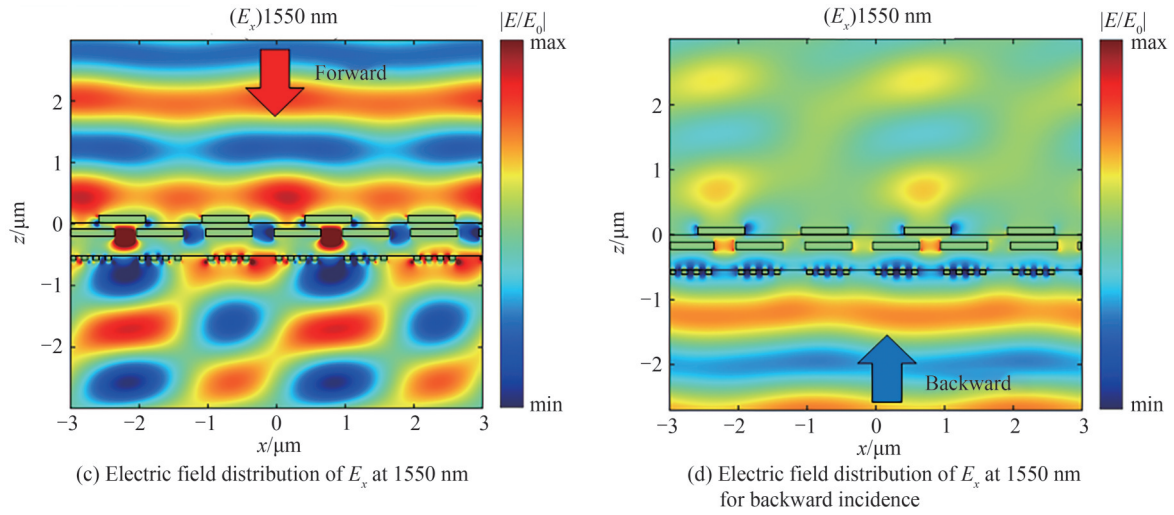 (Eₓ)1550 nm
|E/E₀|
max
Forward
2
1
0
−1
−2
z/μm
min
−3
−2
−1
0
1
2
3
x/μm
(c) Electric field distribution of Eₓ at 1550 nm
(Eₓ)1550 nm
|E/E₀|
max
2
1
0
−1
−2
z/μm
Backward
min
−3
−2
−1
0
1
2
3
x/μm
(d) Electric field distribution of Eₓ at 1550 nm
for backward incidence